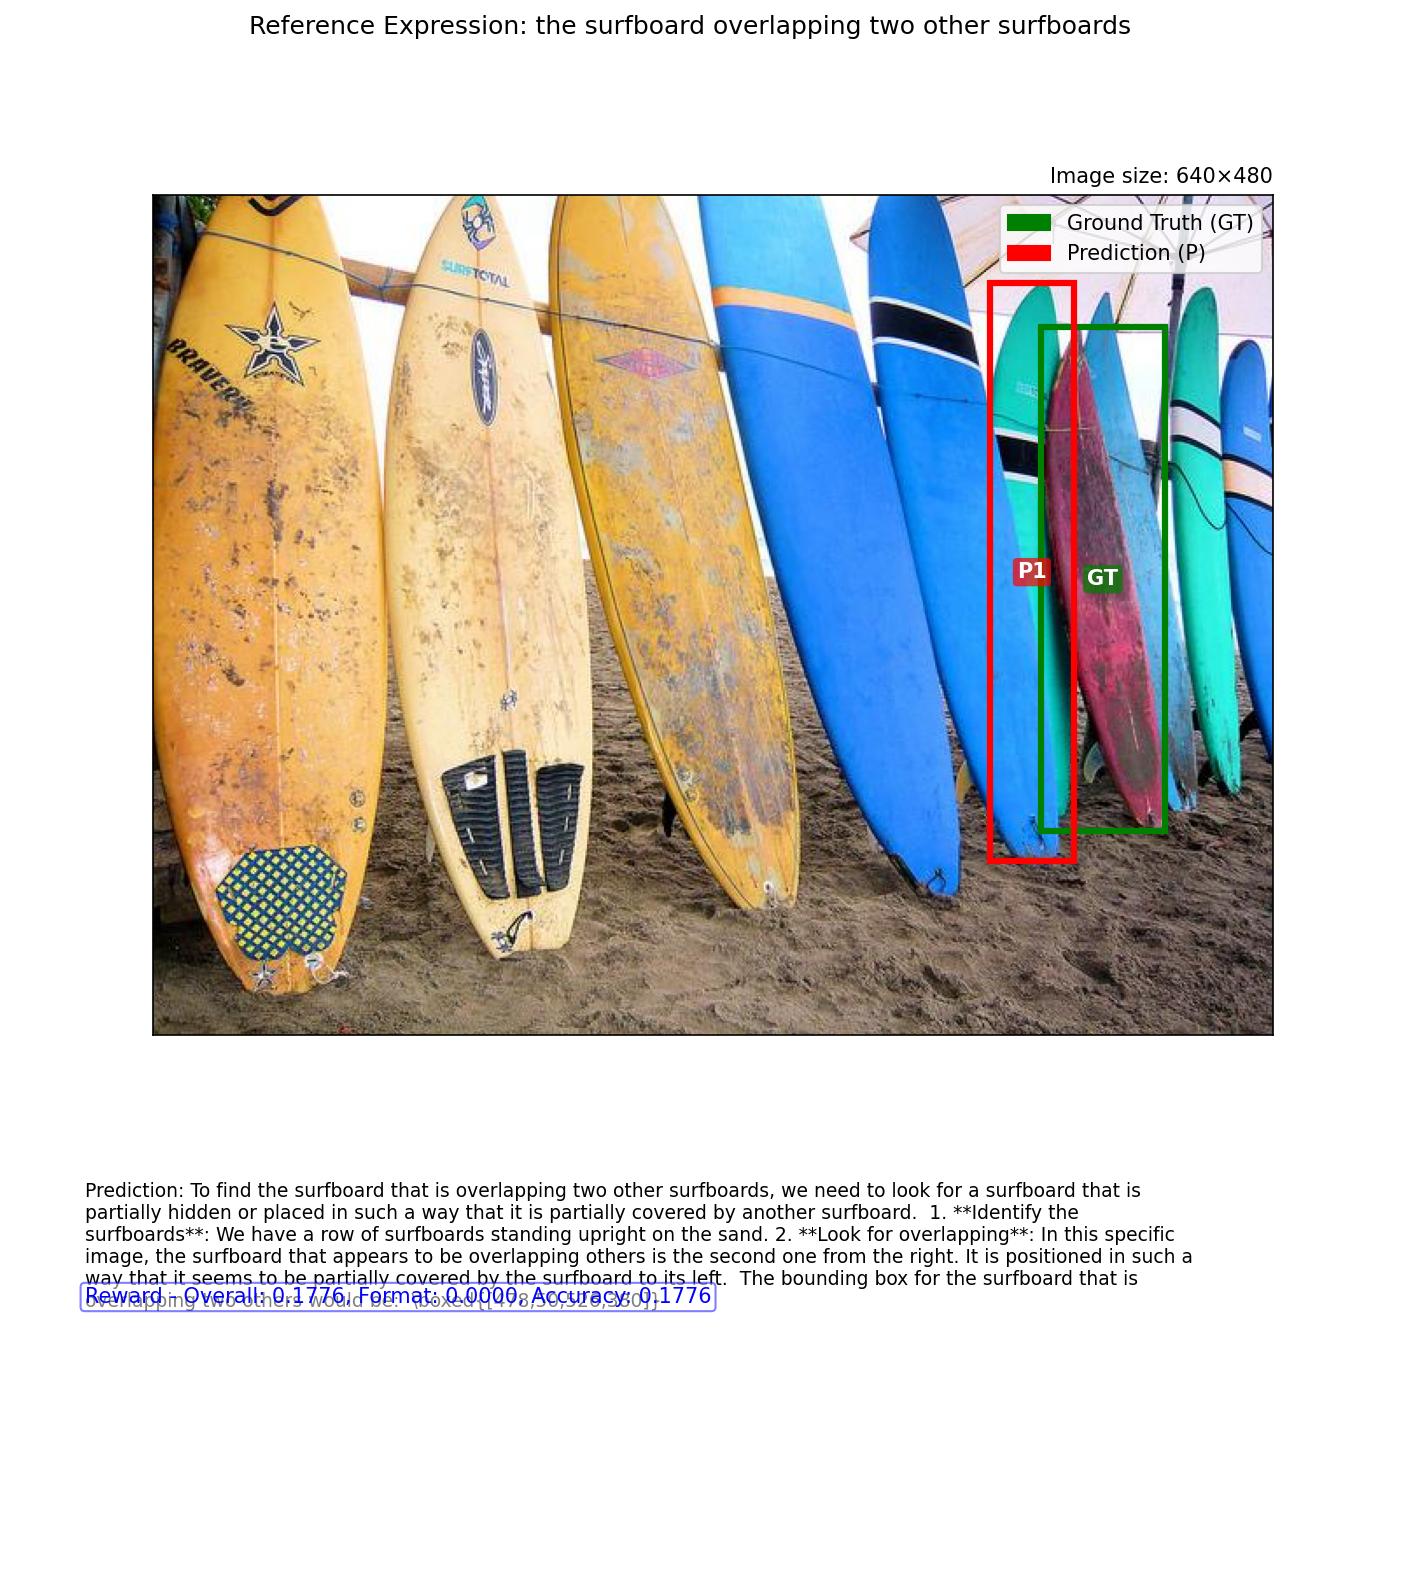 Reference Expression: the surfboard overlapping two other surfboards
Image size: 640×480
Ground Truth (GT)
Prediction (P)
SURFTOTAL
BRAVERY
P1
GT
Prediction: To find the surfboard that is overlapping two other surfboards, we need to look for a surfboard that is
partially hidden or placed in such a way that it is partially covered by another surfboard.  1. **Identify the
surfboards**: We have a row of surfboards standing upright on the sand. 2. **Look for overlapping**: In this specific
image, the surfboard that appears to be overlapping others is the second one from the right. It is positioned in such a
way that it seems to be partially covered by the surfboard to its left.  The bounding box for the surfboard that is
overlapping two others would be:
Reward - Overall: 0.1776, Format: 0.0000, Accuracy: 0.1776